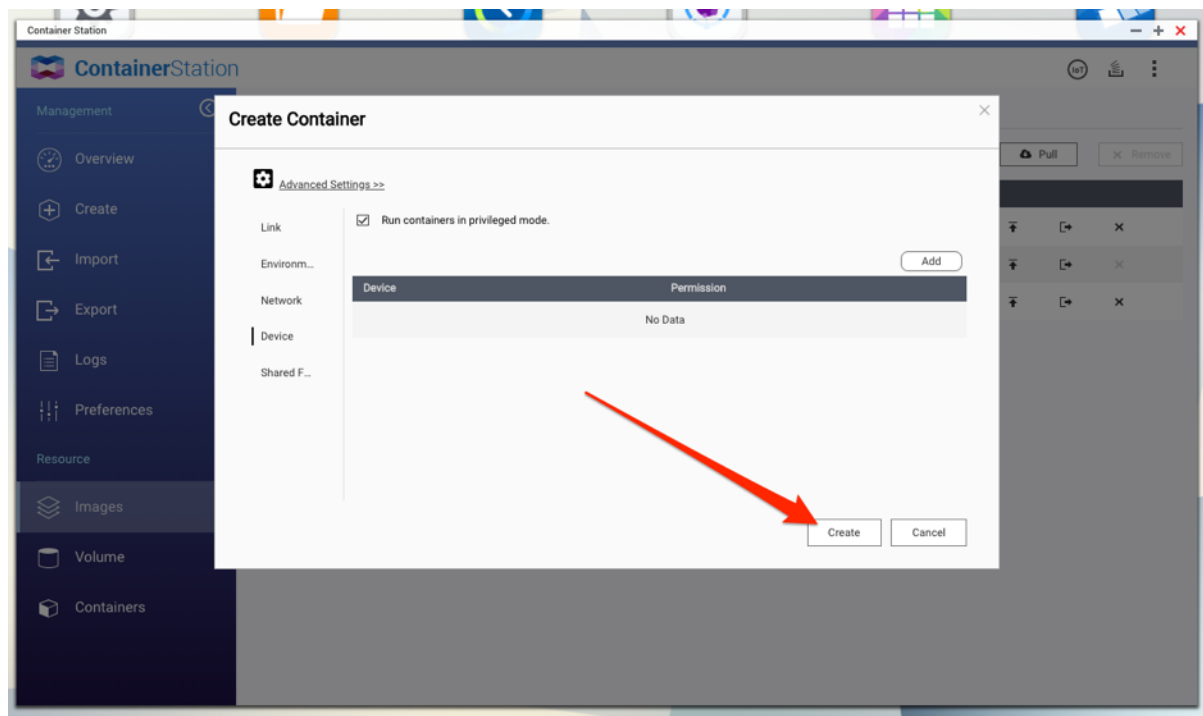 Container Station
ContainerStation
IoT
Management
Overview
Create
Import
Export
Logs
Preferences
Resource
Images
Volume
Containers
Pull
Remove
Create Container
Advanced Settings >>
Link
Environm...
Network
Device
Shared F...
Run containers in privileged mode.
Add
Device Permission
No Data
Create Cancel